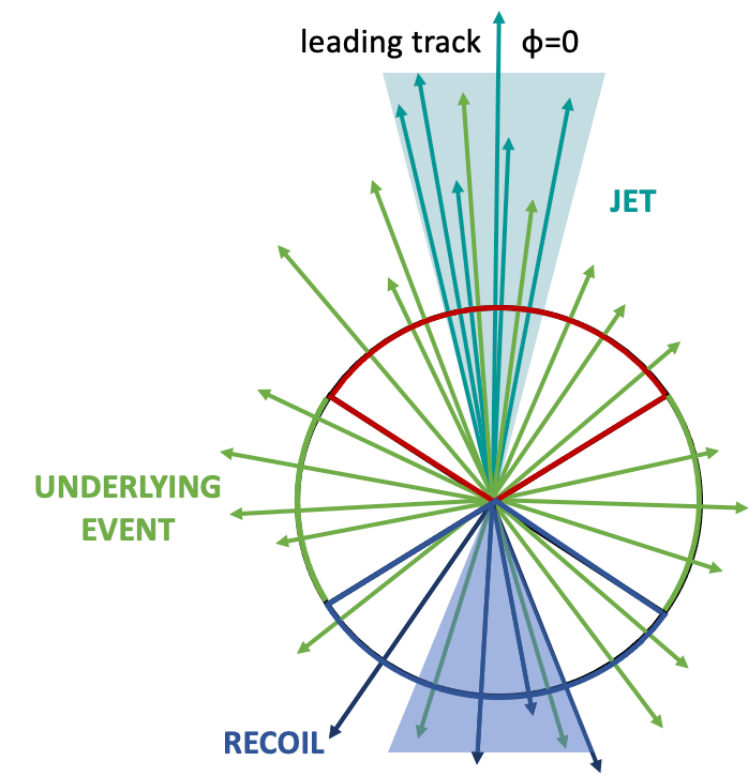 leading track ϕ=0
JET
UNDERLYING
EVENT
RECOIL